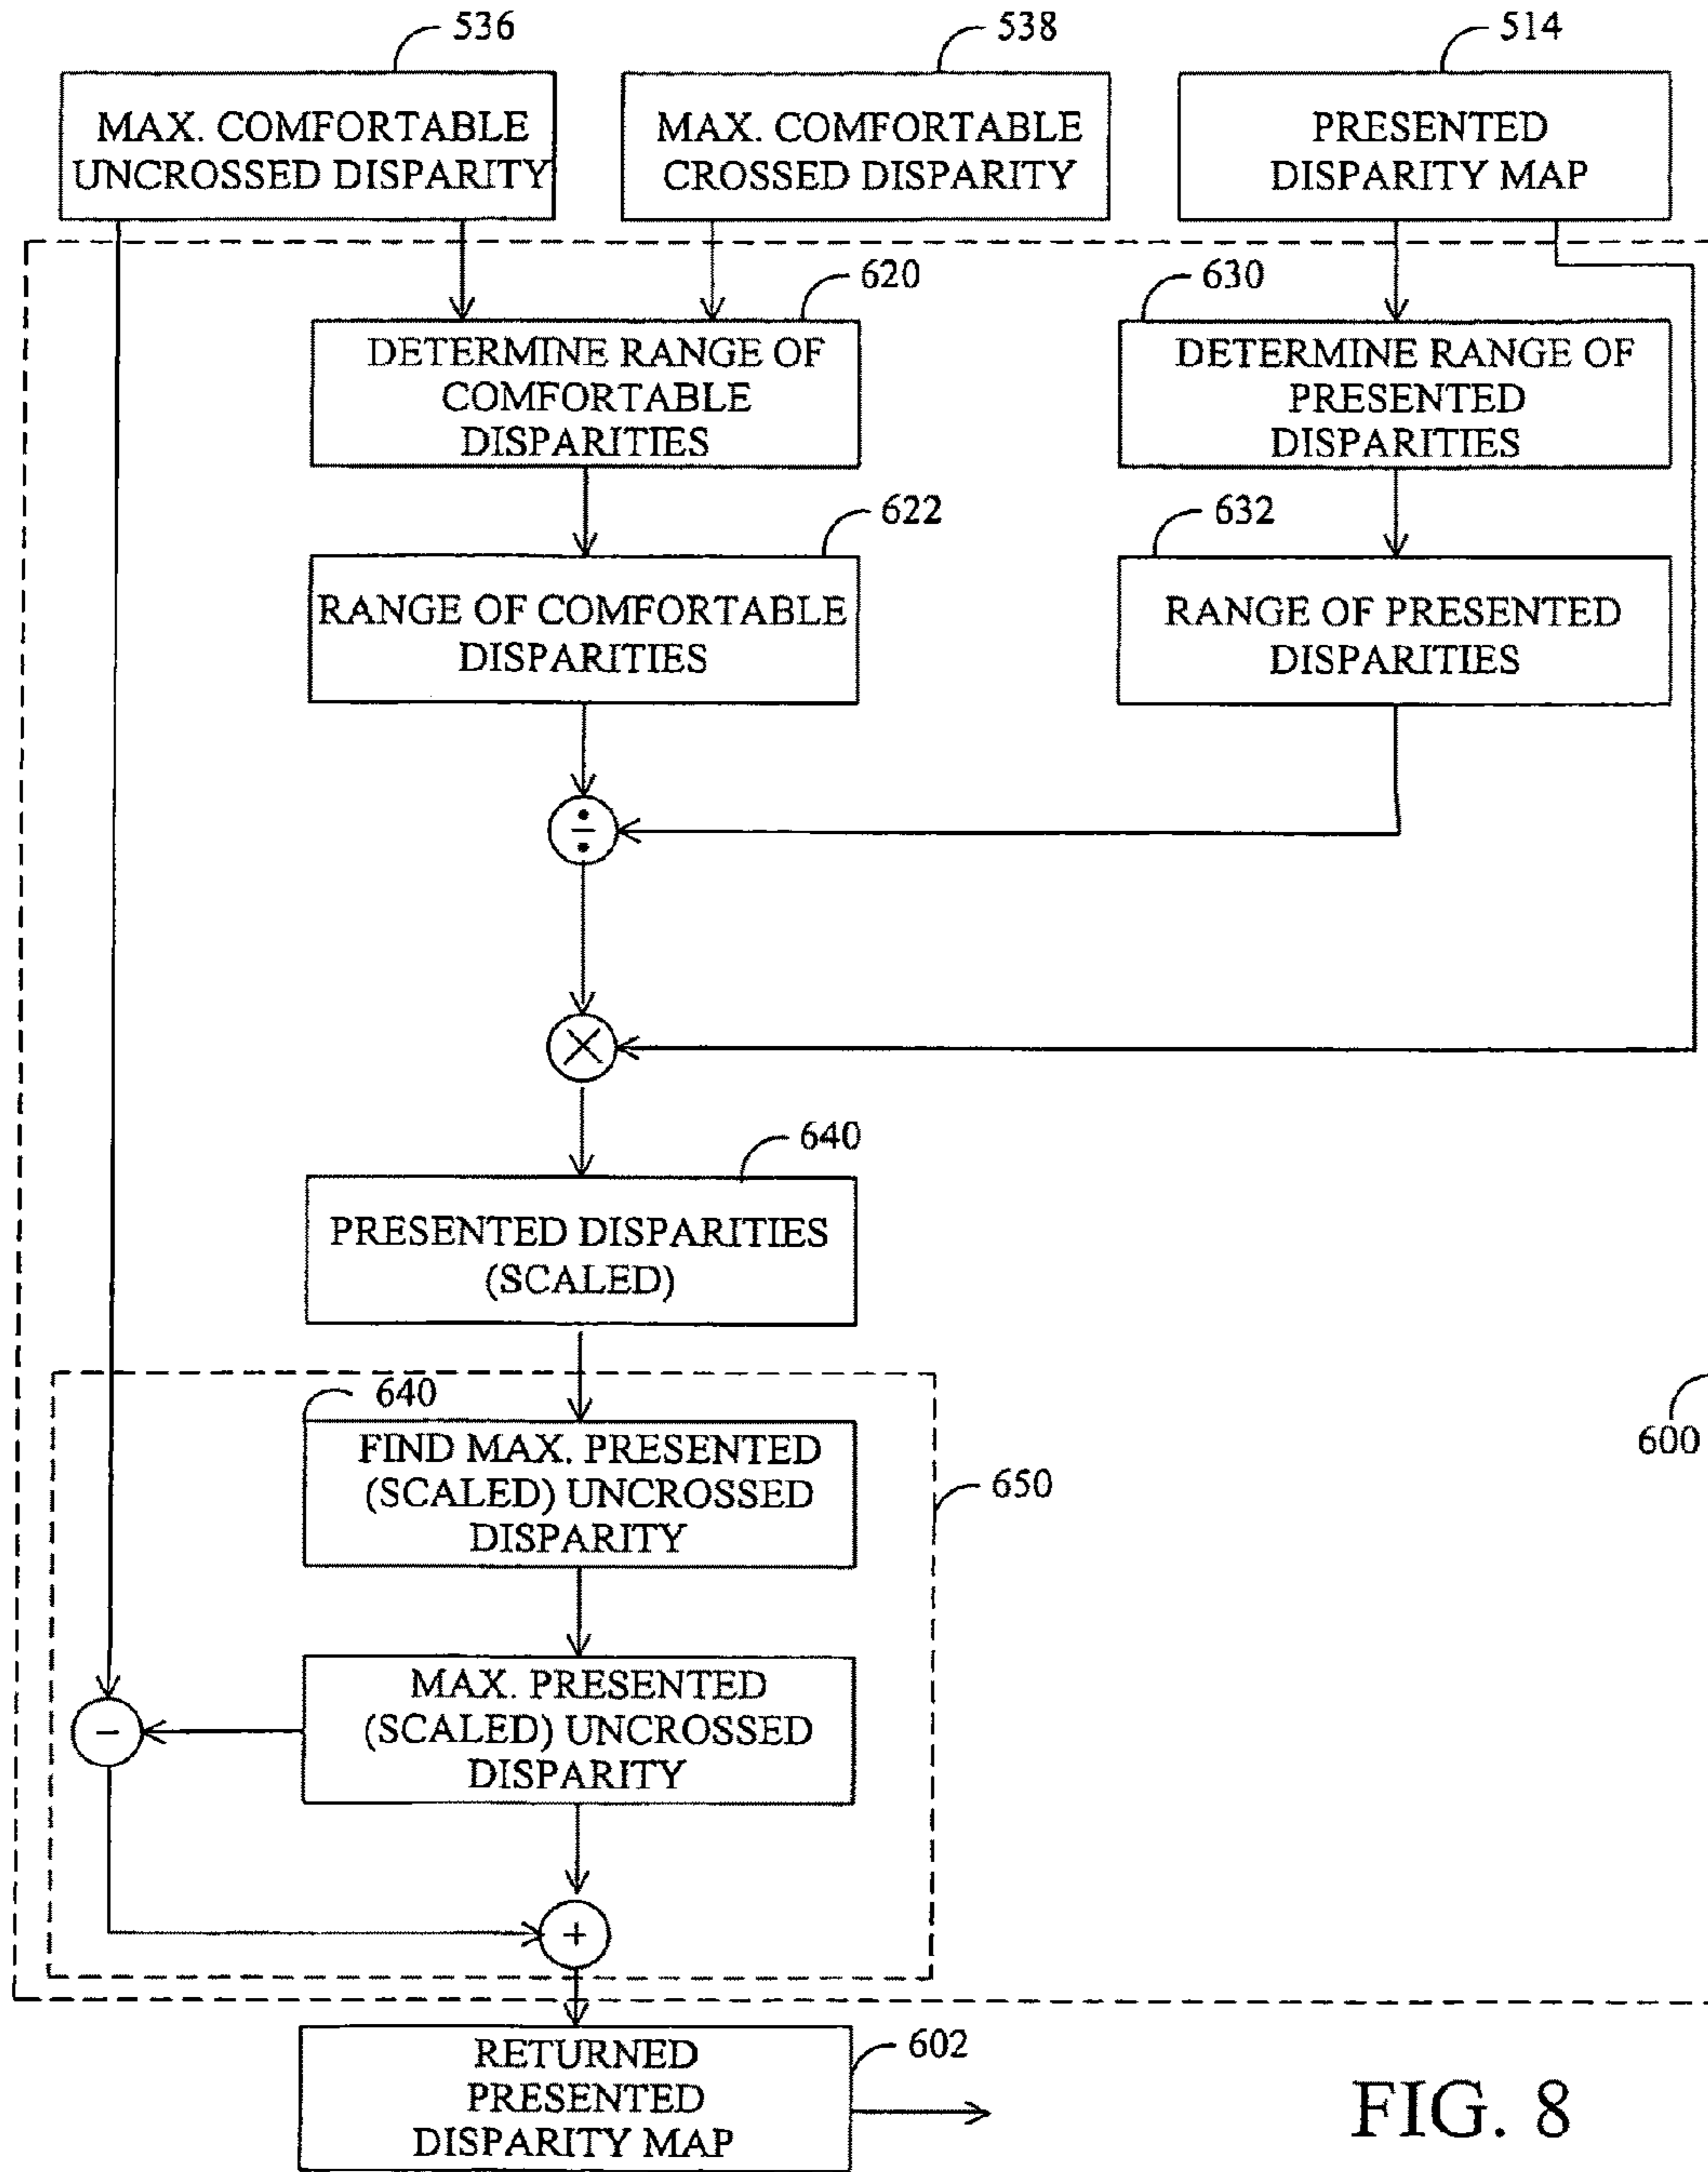 536
538
514
MAX. COMFORTABLE
UNCROSSED DISPARITY
MAX. COMFORTABLE
CROSSED DISPARITY
PRESENTED
DISPARITY MAP
620
630
DETERMINE RANGE OF
COMFORTABLE
DISPARITIES
DETERMINE RANGE OF
PRESENTED
DISPARITIES
622
632
RANGE OF COMFORTABLE
DISPARITIES
RANGE OF PRESENTED
DISPARITIES
÷
×
640
PRESENTED DISPARITIES
(SCALED)
640
FIND MAX. PRESENTED
(SCALED) UNCROSSED
DISPARITY
650
600
MAX. PRESENTED
(SCALED) UNCROSSED
DISPARITY
-
+
602
RETURNED
PRESENTED
DISPARITY MAP
FIG. 8